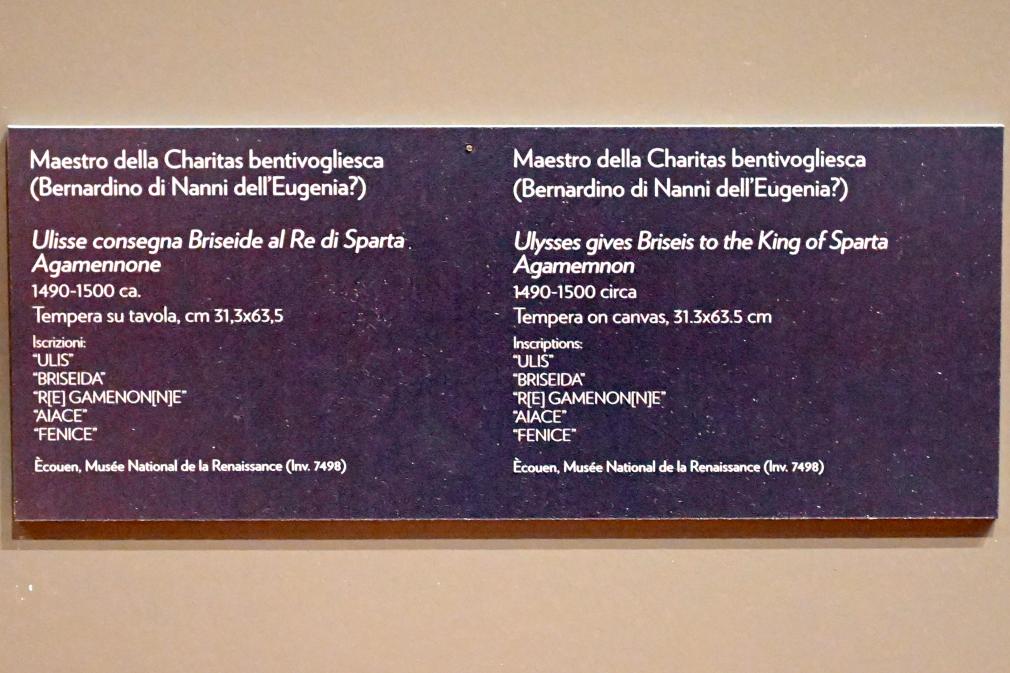 Maestro della Charitas bentivogliesca
(Bernardino di Nanni dell'Eugenia?)
Ulisse consegna Briseide al Re di Sparta
Agamennone
1490-1500 ca.
Tempera su tavola, cm 31,3x63,5
Iscrizioni:
"ULIS"
"BRISEIDA"
"R[E] GAMENON[N]E"
"AIACE"
"FENICE"
Ècouen, Musée National de la Renaissance (Inv. 7498)
Maestro della Charitas bentivogliesca
(Bernardino di Nanni dell'Eugenia?)
Ulysses gives Briseis to the King of Sparta
Agamemnon
1490-1500 circa
Tempera on canvas, 31.3x63.5 cm
Inscriptions:
"ULIS"
"BRISEIDA"
"R[E] GAMENON[N]E"
"AIACE"
"FENICE"
Ècouen, Musée National de la Renaissance (Inv. 7498)